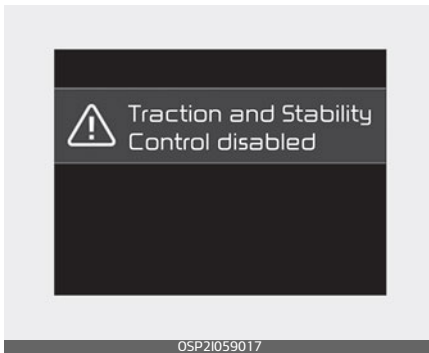 Traction and Stability
Control disabled
OSP2I059017